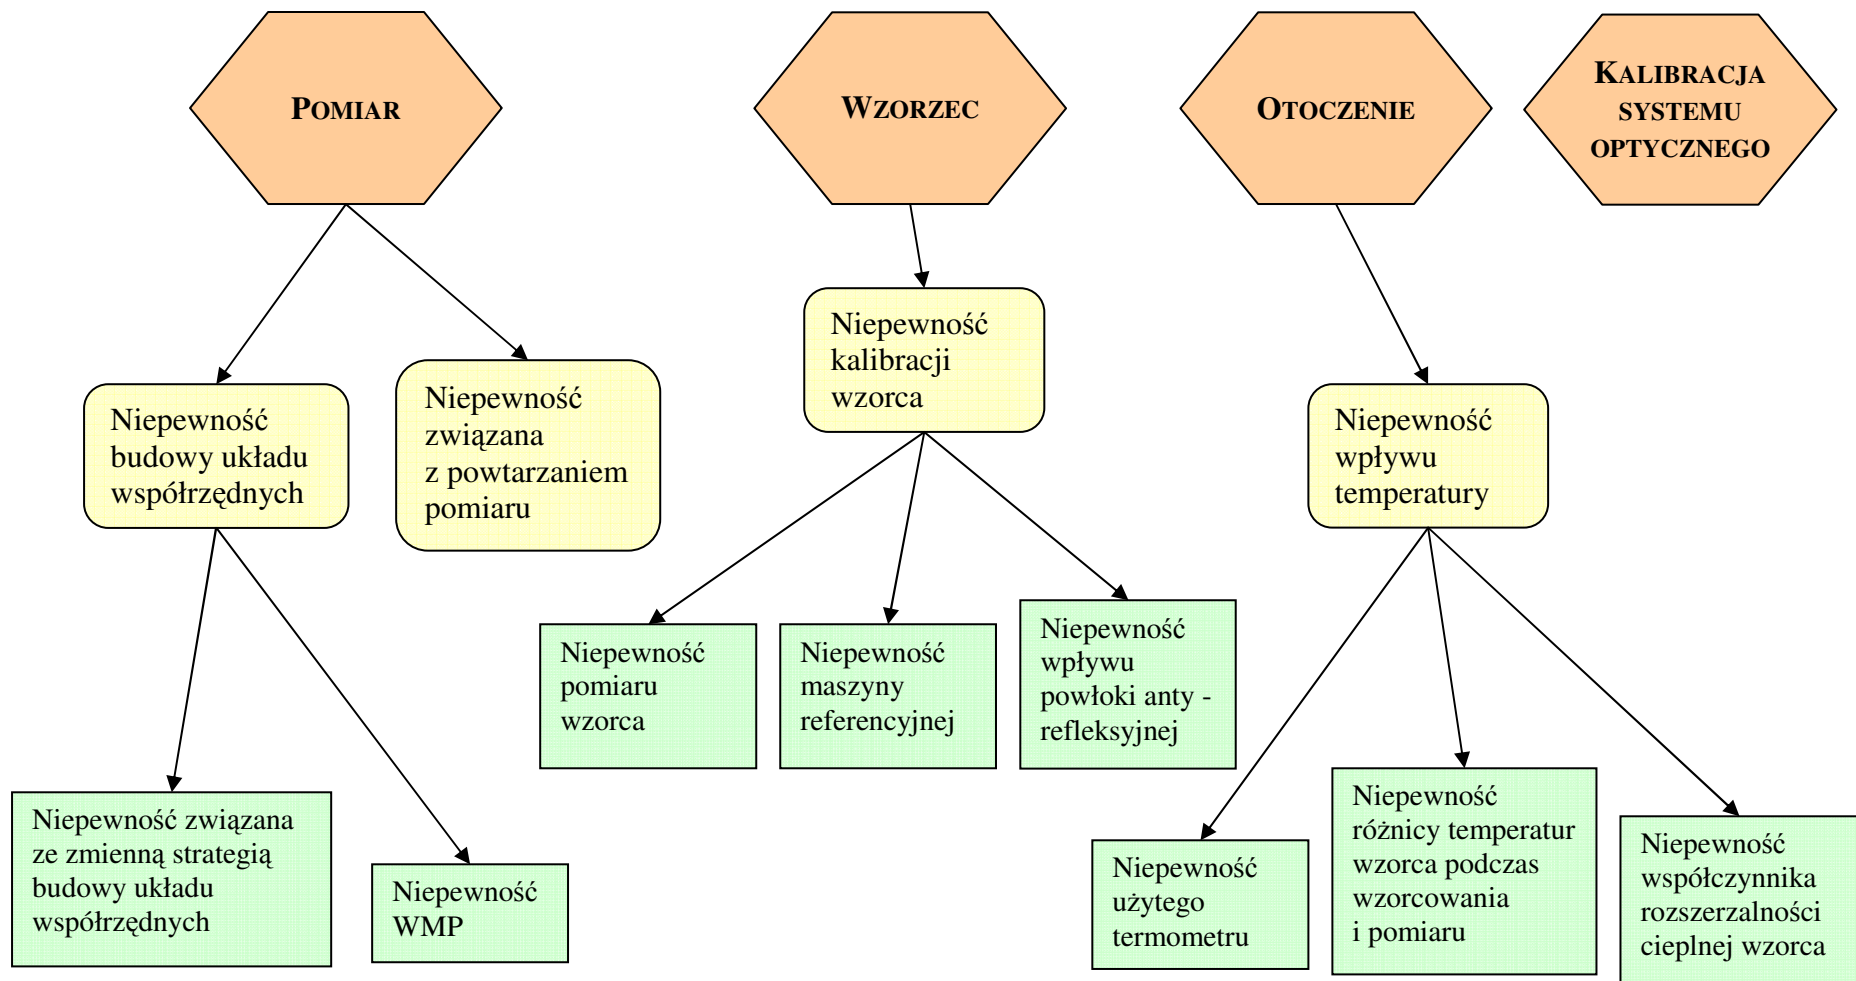 POMIAR
WZORZEC
OTOCZENIE
KALIBRACJA
SYSTEMU
OPTYCZNEGO
Niepewność
budowy układu
współrzędnych
Niepewność
związana
z powtarzaniem
pomiaru
Niepewność
kalibracji
wzorca
Niepewność
wpływu
temperatury
Niepewność związana
ze zmienną strategią
budowy układu
współrzędnych
Niepewność
WMP
Niepewność
pomiaru
wzorca
Niepewność
maszyny
referencyjnej
Niepewność
wpływu
powłoki anty -
refleksyjnej
Niepewność
użytego
termometru
Niepewność
różnicy temperatur
wzorca podczas
wzorcowania
i pomiaru
Niepewność
współczynnika
rozszerzalności
cieplnej wzorca